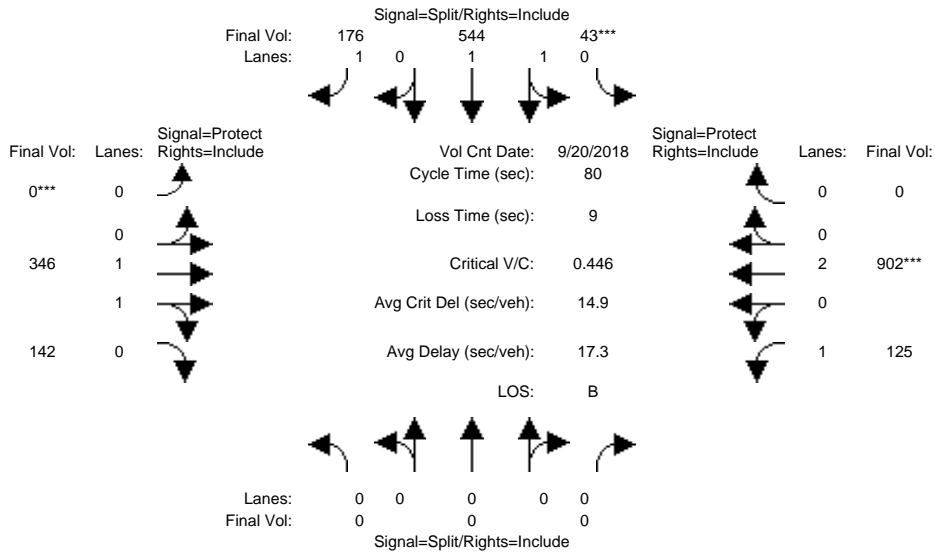 Signal=Split/Rights=Include
Final Vol: 176 544 43***
Lanes: 1 0 1 1 0
Signal=Protect
Final Vol: Lanes: Rights=Include
Vol Cnt Date: 9/20/2018
Signal=Protect
Rights=Include Lanes: Final Vol:
Cycle Time (sec): 80
0*** 0
0 0
Loss Time (sec): 9
0
0
346 1
Critical V/C: 0.446
2 902***
1
Avg Crit Del (sec/veh): 14.9
0
142 0
Avg Delay (sec/veh): 17.3
1 125
LOS: B
Lanes: 0 0 0 0 0
Final Vol: 0 0 0
Signal=Split/Rights=Include